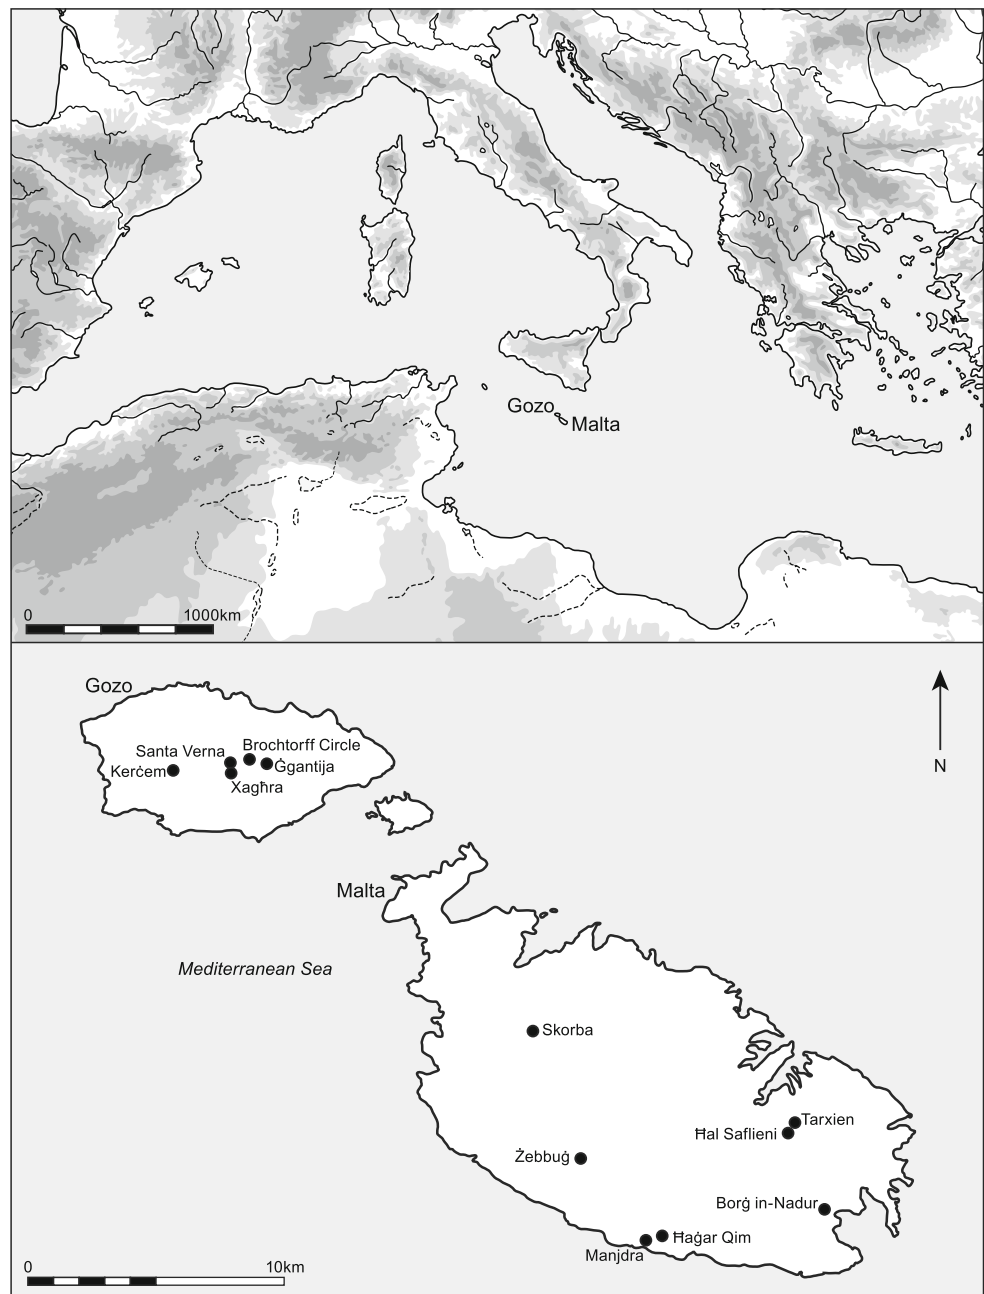 Gozo
Malta
0 1000km
Gozo
Santa Verna
Brochtorff Circle
Kerċem
Ġgantija
Xagħra
N
Malta
Mediterranean Sea
Skorba
Tarxien
Ħal Saflieni
Żebbuġ
Borġ in-Nadur
Ħaġar Qim
Manjdra
0 10km